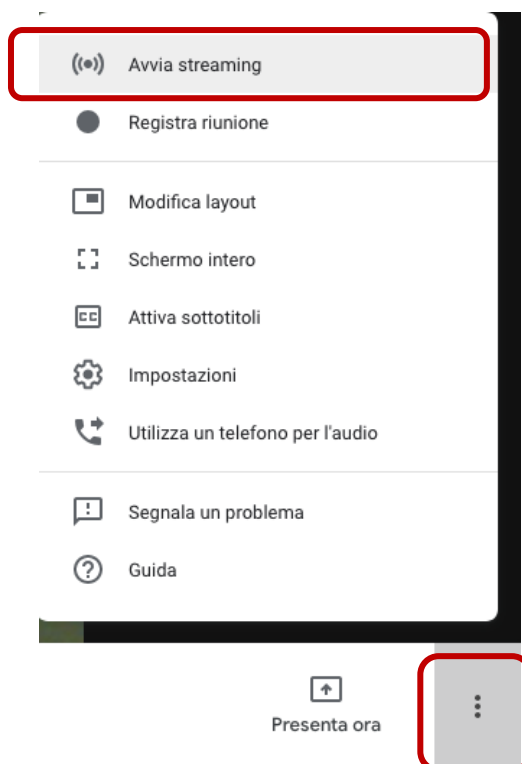 Avvia streaming
Registra riunione
Modifica layout
Schermo intero
Attiva sottotitoli
Impostazioni
Utilizza un telefono per l'audio
Segnala un problema
Guida
Presenta ora